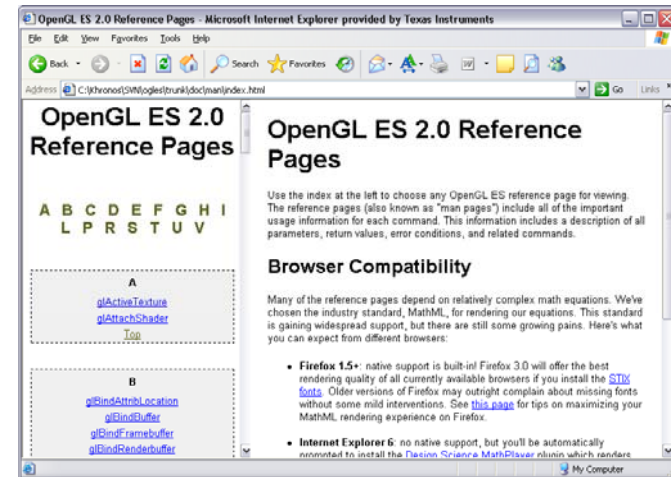 OpenGL ES 2.0 Reference Pages - Microsoft Internet Explorer provided by Texas Instruments
File Edit View Favorites Tools Help
Back Search Favorites
Address C:\Khronos\SVN\ogles\trunk\doc\man\index.html Go Links
OpenGL ES 2.0
Reference Pages
A B C D E F G H I
L P R S T U V
A
glActiveTexture
glAttachShader
Top
B
glBindAttribLocation
glBindBuffer
glBindFramebuffer
glBindRenderbuffer
OpenGL ES 2.0 Reference
Pages
Use the index at the left to choose any OpenGL ES reference page for viewing.
The reference pages (also known as "man pages") include all of the important
usage information for each command. This information includes a description of all
parameters, return values, error conditions, and related commands.
Browser Compatibility
Many of the reference pages depend on relatively complex math equations. We've
chosen the industry standard, MathML, for rendering our equations. This standard
is gaining widespread support, but there are still some growing pains. Here's what
you can expect from different browsers:
• Firefox 1.5+: native support is built-in! Firefox 3.0 will offer the best
rendering quality of all currently available browsers if you install the STIX
fonts. Older versions of Firefox may outright complain about missing fonts
without some mild interventions. See this page for tips on maximizing your
MathML rendering experience on Firefox.
• Internet Explorer 6: no native support, but you'll be automatically
prompted to install the Design Science MathPlayer plugin which renders
My Computer